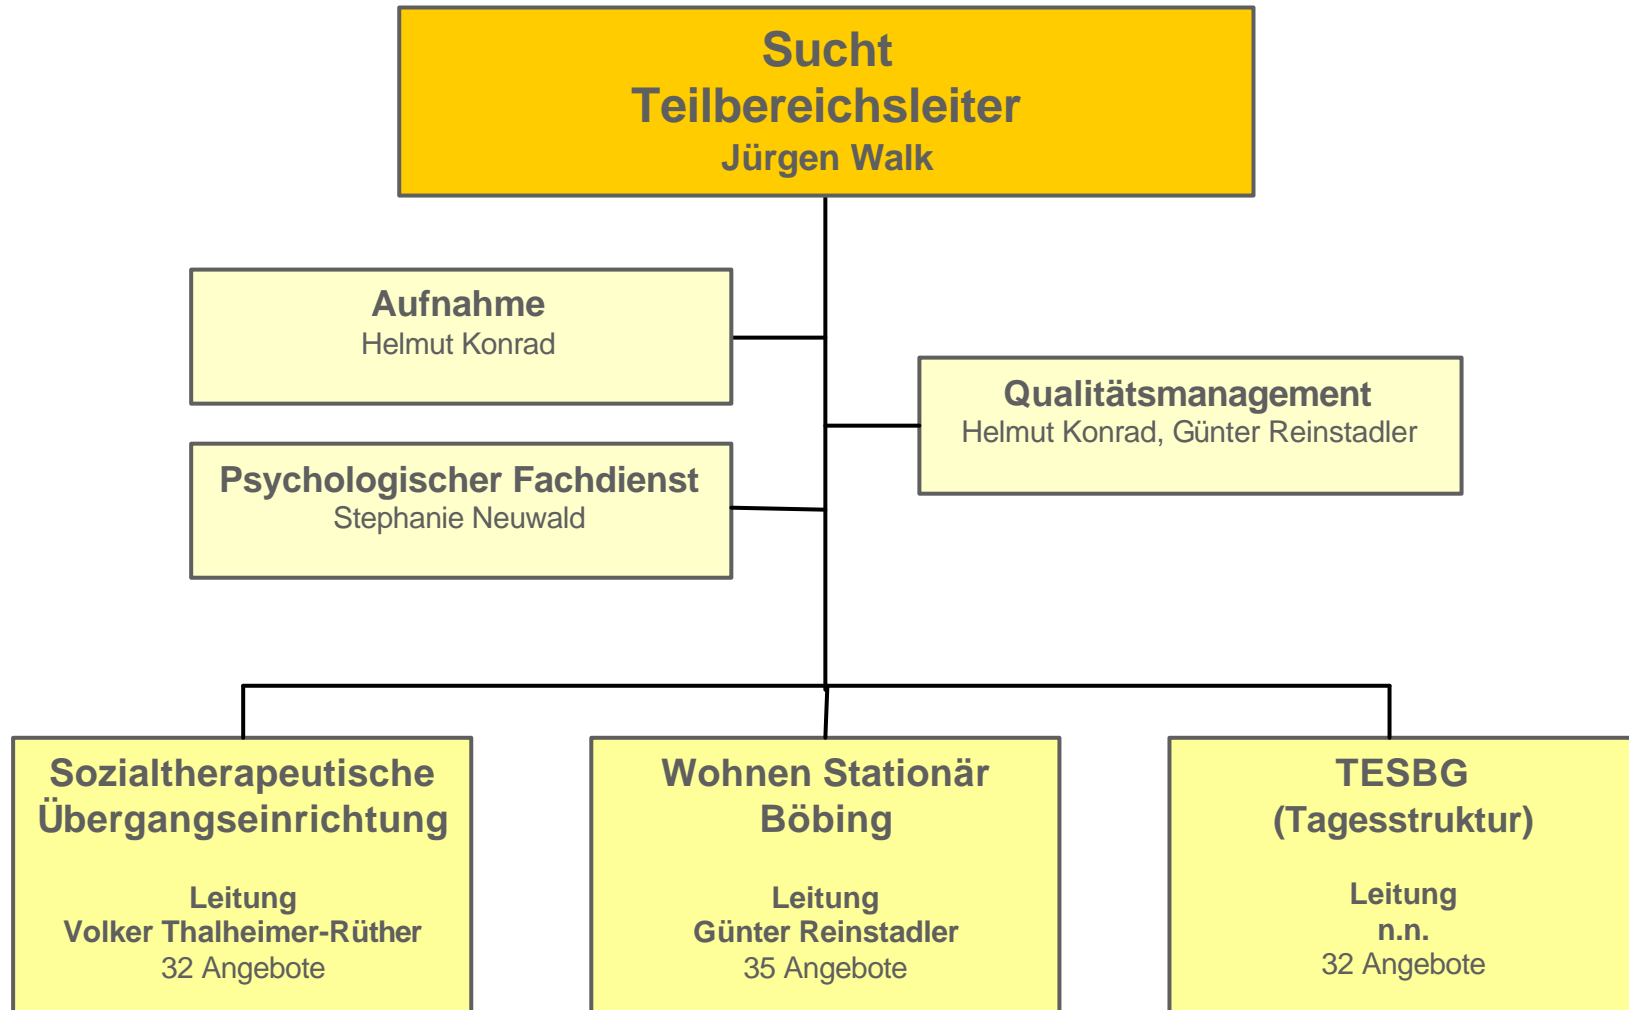 Sucht
Teilbereichsleiter
Jürgen Walk
Aufnahme
Helmut Konrad
Qualitätsmanagement
Helmut Konrad, Günter Reinstadler
Psychologischer Fachdienst
Stephanie Neuwald
Sozialtherapeutische
Übergangseinrichtung
Leitung
Volker Thalheimer-Rüther
32 Angebote
Wohnen Stationär
Böbing
Leitung
Günter Reinstadler
35 Angebote
TESBG
(Tagesstruktur)
Leitung
n.n.
32 Angebote